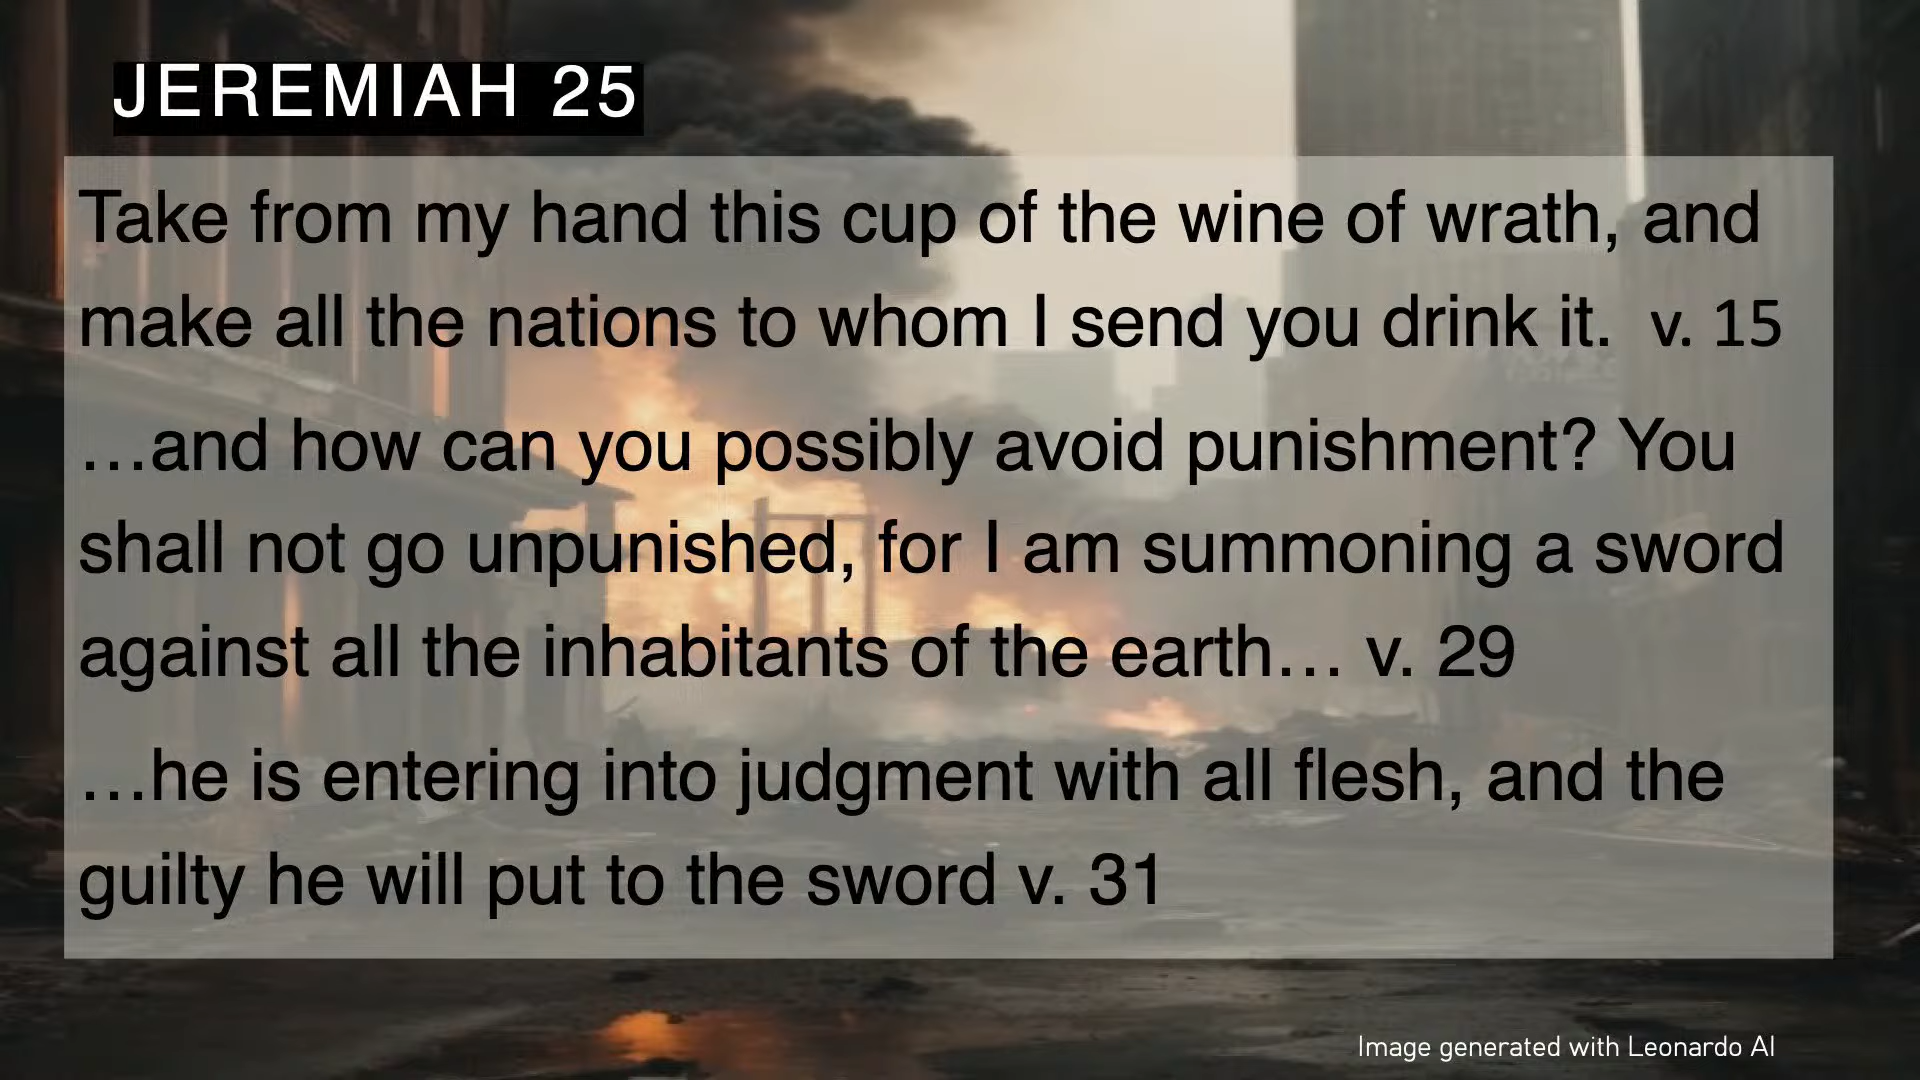 JEREMIAH 25
Take from my hand this cup of the wine of wrath, and
make all the nations to whom I send you drink it.  v. 15
…and how can you possibly avoid punishment? You
shall not go unpunished, for I am summoning a sword
against all the inhabitants of the earth… v. 29
…he is entering into judgment with all flesh, and the
guilty he will put to the sword v. 31
Image generated with Leonardo AI